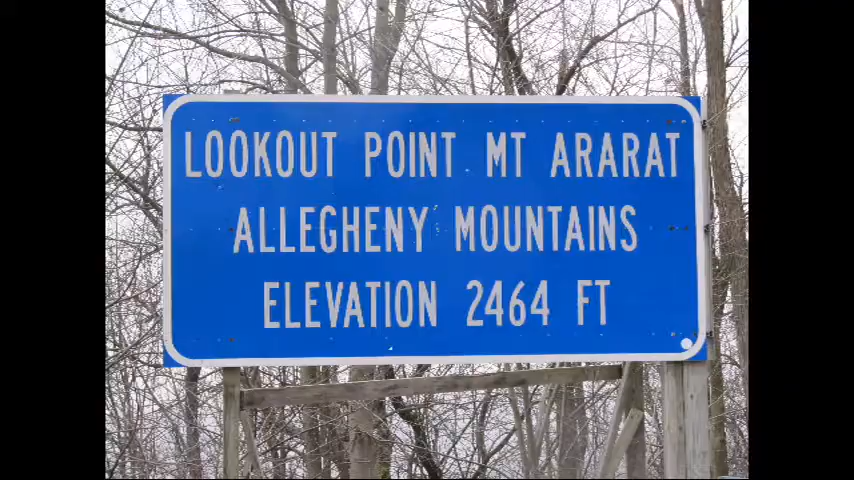 LOOKOUT POINT MT ARARAT
ALLEGHENY MOUNTAINS
ELEVATION 2464 FT